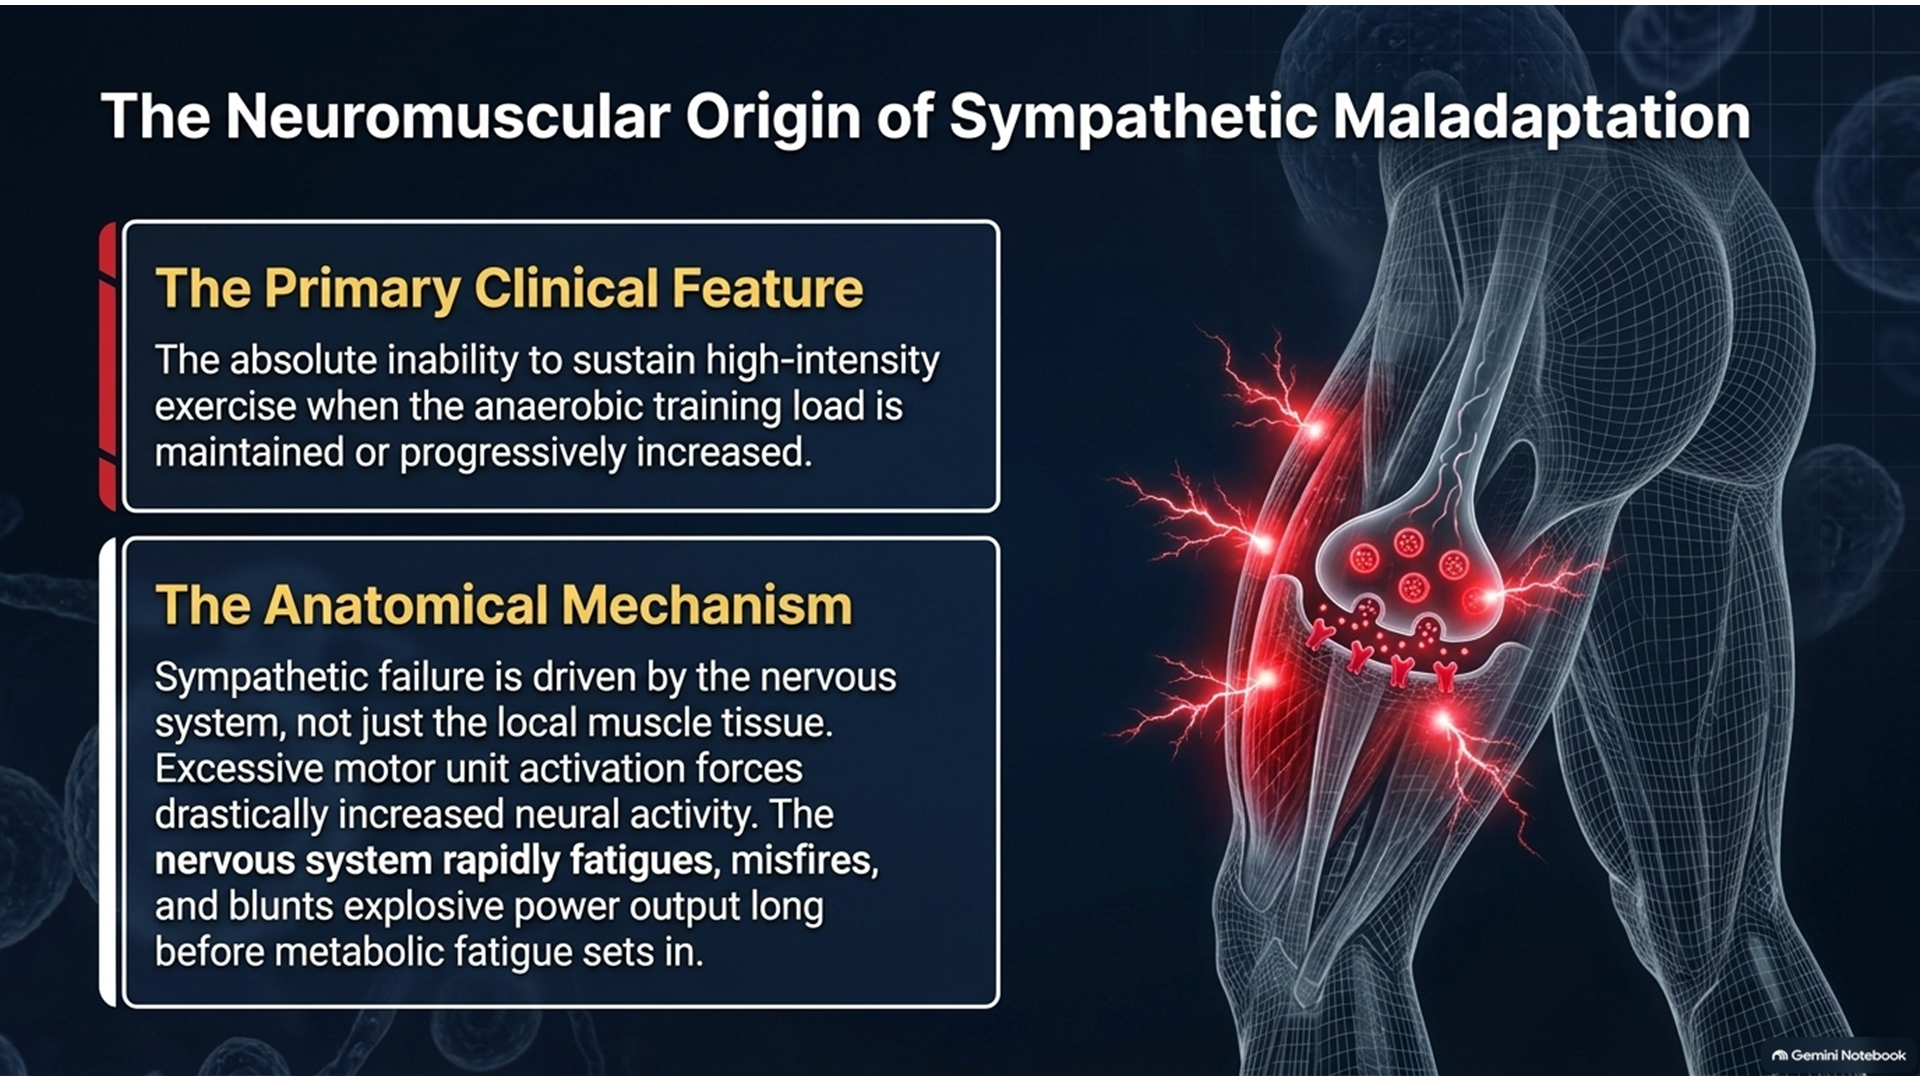 The Neuromuscular Origin of Sympathetic Maladaptation
The Primary Clinical Feature
The absolute inability to sustain high-intensity
exercise when the anaerobic training load is
maintained or progressively increased.
The Anatomical Mechanism
Sympathetic failure is driven by the nervous
system, not just the local muscle tissue.
Excessive motor unit activation forces
drastically increased neural activity. The
nervous system rapidly fatigues, misfires,
and blunts explosive power output long
before metabolic fatigue sets in.
Gemini Notebook